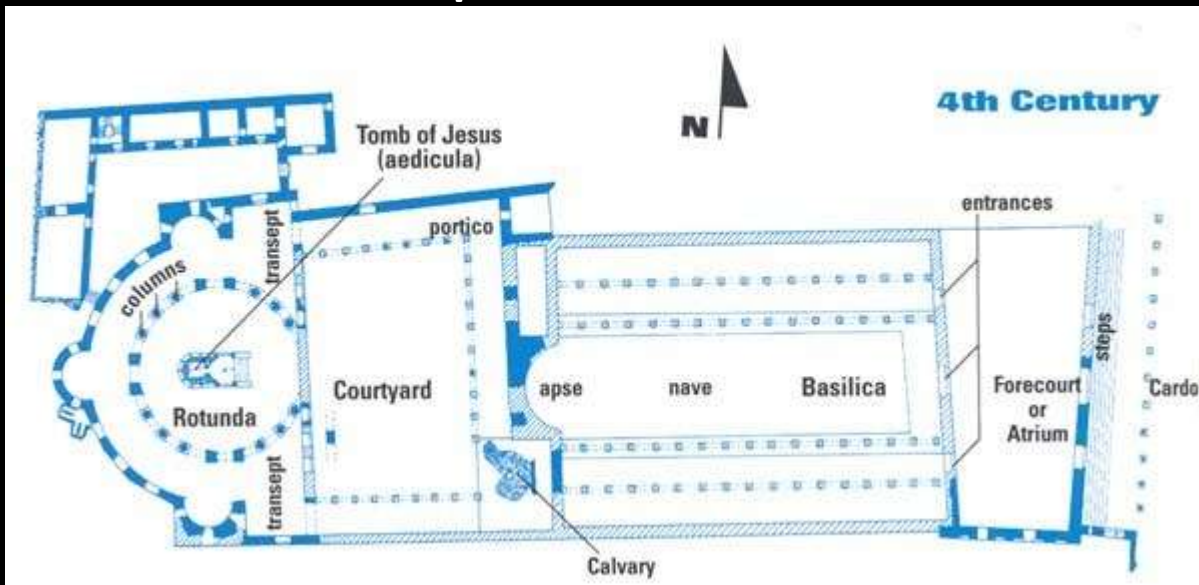 4th Century
N
Tomb of Jesus
(aedicula)
entrances
transept
portico
columns
steps
Courtyard
apse
nave
Basilica
Forecourt
or
Atrium
Cardo
Rotunda
transept
Calvary